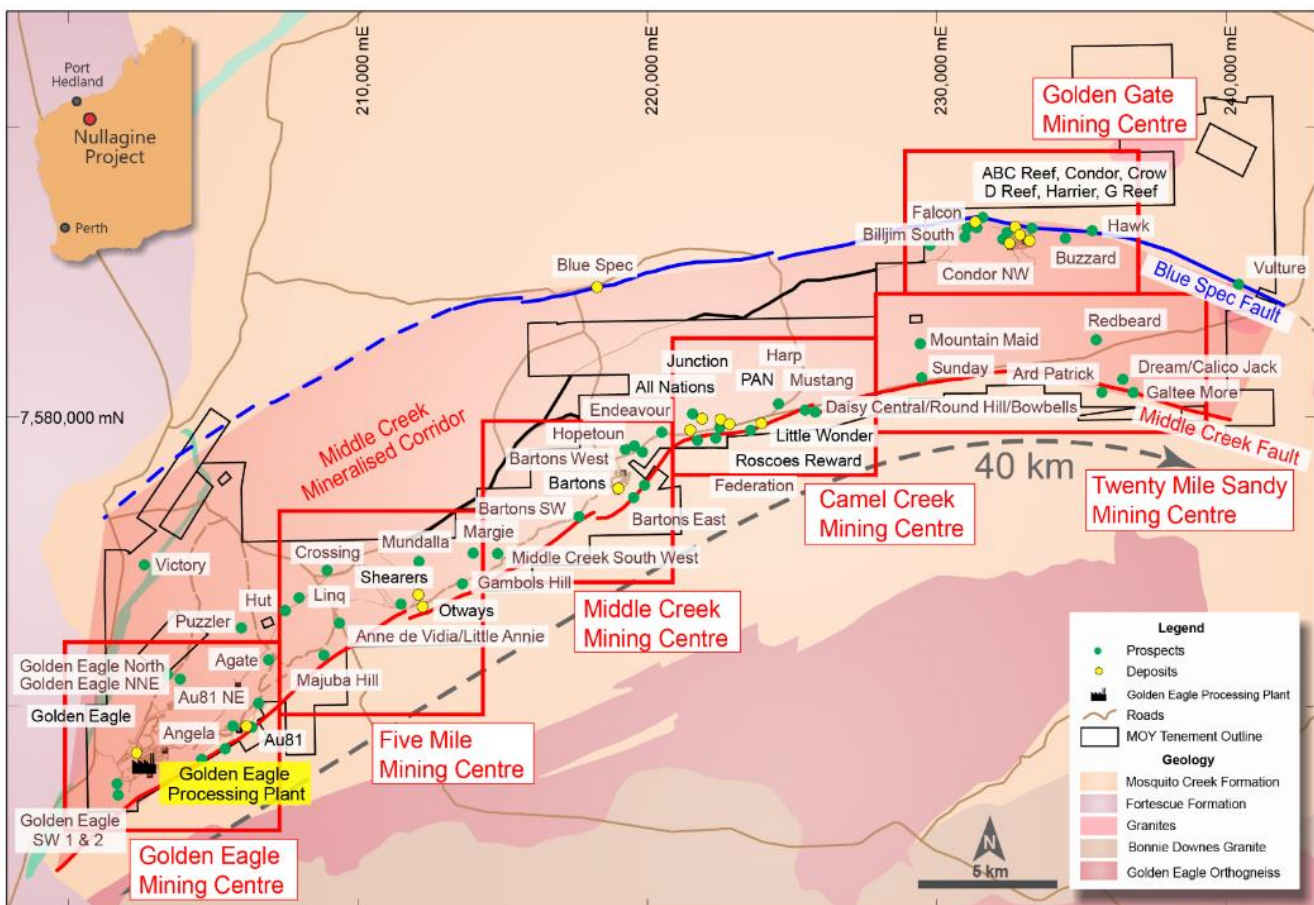 210,000 mE
220,000 mE
230,000 mE
240,000 mE
Port
Hedland
Nullagine
Project
Perth
Golden Gate
Mining Centre
ABC Reef, Condor, Crow
D Reef, Harrier, G Reef
Falcon
Billjim South
Hawk
Buzzard
Condor NW
Vulture
Blue Spec
Blue Spec Fault
Redbeard
Mountain Maid
Harp
Junction
Sunday
Ard Patrick
Dream/Calico Jack
PAN
Mustang
All Nations
Galtee More
7,580,000 mN
Endeavour
Daisy Central/Round Hill/Bowbells
Middle Creek Fault
Middle Creek
Mineralised Corridor
Hopetoun
Little Wonder
Bartons West
Roscoes Reward
40 km
Bartons
Federation
Twenty Mile Sandy
Mining Centre
Camel Creek
Mining Centre
Bartons SW
Bartons East
Margie
Mundalla
Crossing
Middle Creek South West
Victory
Shearers
Gambols Hill
Linq
Hut
Otways
Middle Creek
Mining Centre
Puzzler
Anne de Vidia/Little Annie
Agate
Golden Eagle North
Golden Eagle NNE
Majuba Hill
Au81 NE
Golden Eagle
Angela
Au81
Five Mile
Mining Centre
Golden Eagle
Processing Plant
Golden Eagle
SW 1 & 2
Golden Eagle
Mining Centre
N
5 km
Legend
Prospects
Deposits
Golden Eagle Processing Plant
Roads
MOY Tenement Outline
Geology
Mosquito Creek Formation
Fortescue Formation
Granites
Bonnie Downes Granite
Golden Eagle Orthogneiss